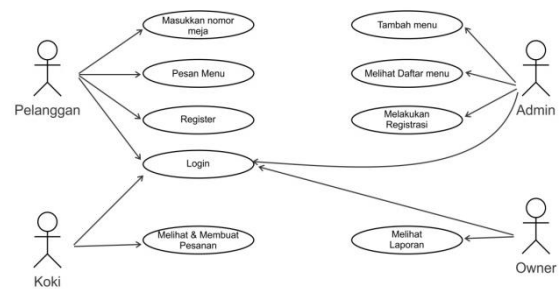 Masukkan nomor
meja
Tambah menu
Pesan Menu
Melihat Daftar menu
Pelanggan
Register
Melakukan
Registrasi
Admin
Login
Melihat & Membuat
Pesanan
Melihat
Laporan
Koki
Owner